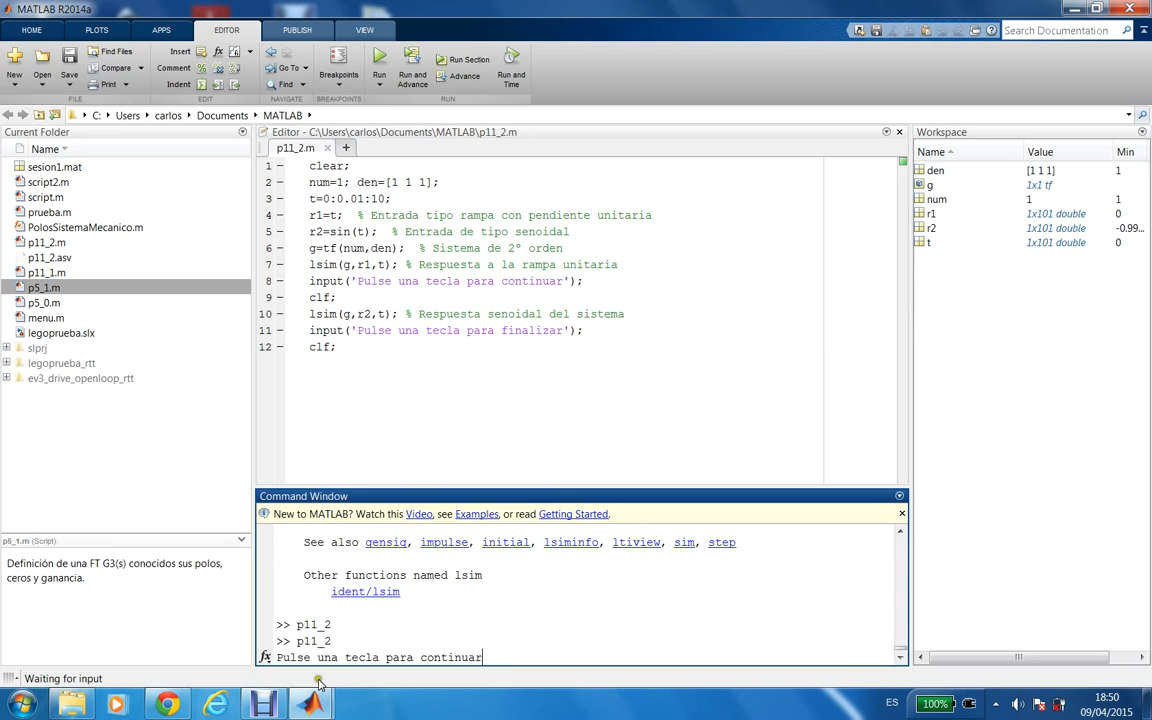 MATLAB R2014a
HOME PLOTS APPS EDITOR PUBLISH VIEW
Search Documentation
New Open Save Find Files Compare Print
Insert Comment Indent
Go To Find
Breakpoints
Run Run and Advance Run Section Advance Run and Time
FILE EDIT NAVIGATE BREAKPOINTS RUN
C: Users carlos Documents MATLAB
Current Folder
Name
sesion1.mat
script2.m
script.m
prueba.m
PolosSistemaMecanico.m
p11_2.m
p11_2.asv
p11_1.m
p5_1.m
p5_0.m
menu.m
legoprueba.slx
slprj
legoprueba_rtt
ev3_drive_openloop_rtt
p5_1.m (Script)
Definición de una FT G3(s) conocidos sus polos,
ceros y ganancia.
Editor - C:\Users\carlos\Documents\MATLAB\p11_2.m
p11_2.m
1 clear;
2 num=1; den=[1 1 1];
3 t=0:0.01:10;
4 r1=t; % Entrada tipo rampa con pendiente unitaria
5 r2=sin(t); % Entrada de tipo senoidal
6 g=tf(num,den); % Sistema de 2º orden
7 lsim(g,r1,t); % Respuesta a la rampa unitaria
8 input('Pulse una tecla para continuar');
9 clf;
10 lsim(g,r2,t); % Respuesta senoidal del sistema
11 input('Pulse una tecla para finalizar');
12 clf;
Command Window
New to MATLAB? Watch this Video, see Examples, or read Getting Started.
See also gensig, impulse, initial, lsiminfo, ltiview, sim, step
Other functions named lsim
ident/lsim
>> p11_2
>> p11_2
fx Pulse una tecla para continuar
Workspace
Name Value Min
den [1 1 1] 1
g 1x1 tf
num 1 1
r1 1x101 double 0
r2 1x101 double -0.99...
t 1x101 double 0
Waiting for input
ES 100% 18:50
09/04/2015